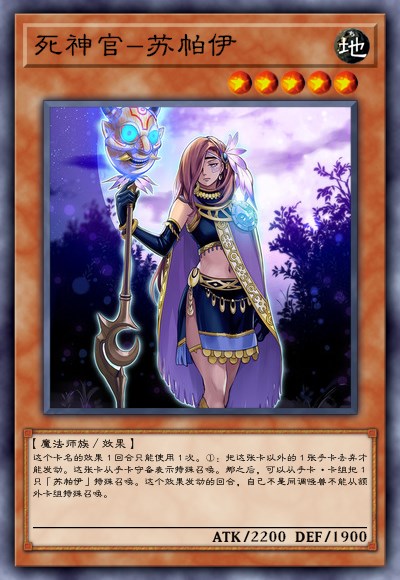 死神官-苏帕伊
地
【魔法师族/效果】
这个卡名的效果1回合只能使用1次。①：把这张卡以外的1张手卡丢弃才
能发动。这张卡从手卡守备表示特殊召唤。那之后，可以从手卡·卡组把1
只「苏帕伊」特殊召唤。这个效果发动的回合，自己不是同调怪兽不能从额
外卡组特殊召唤。
ATK/2200 DEF/1900